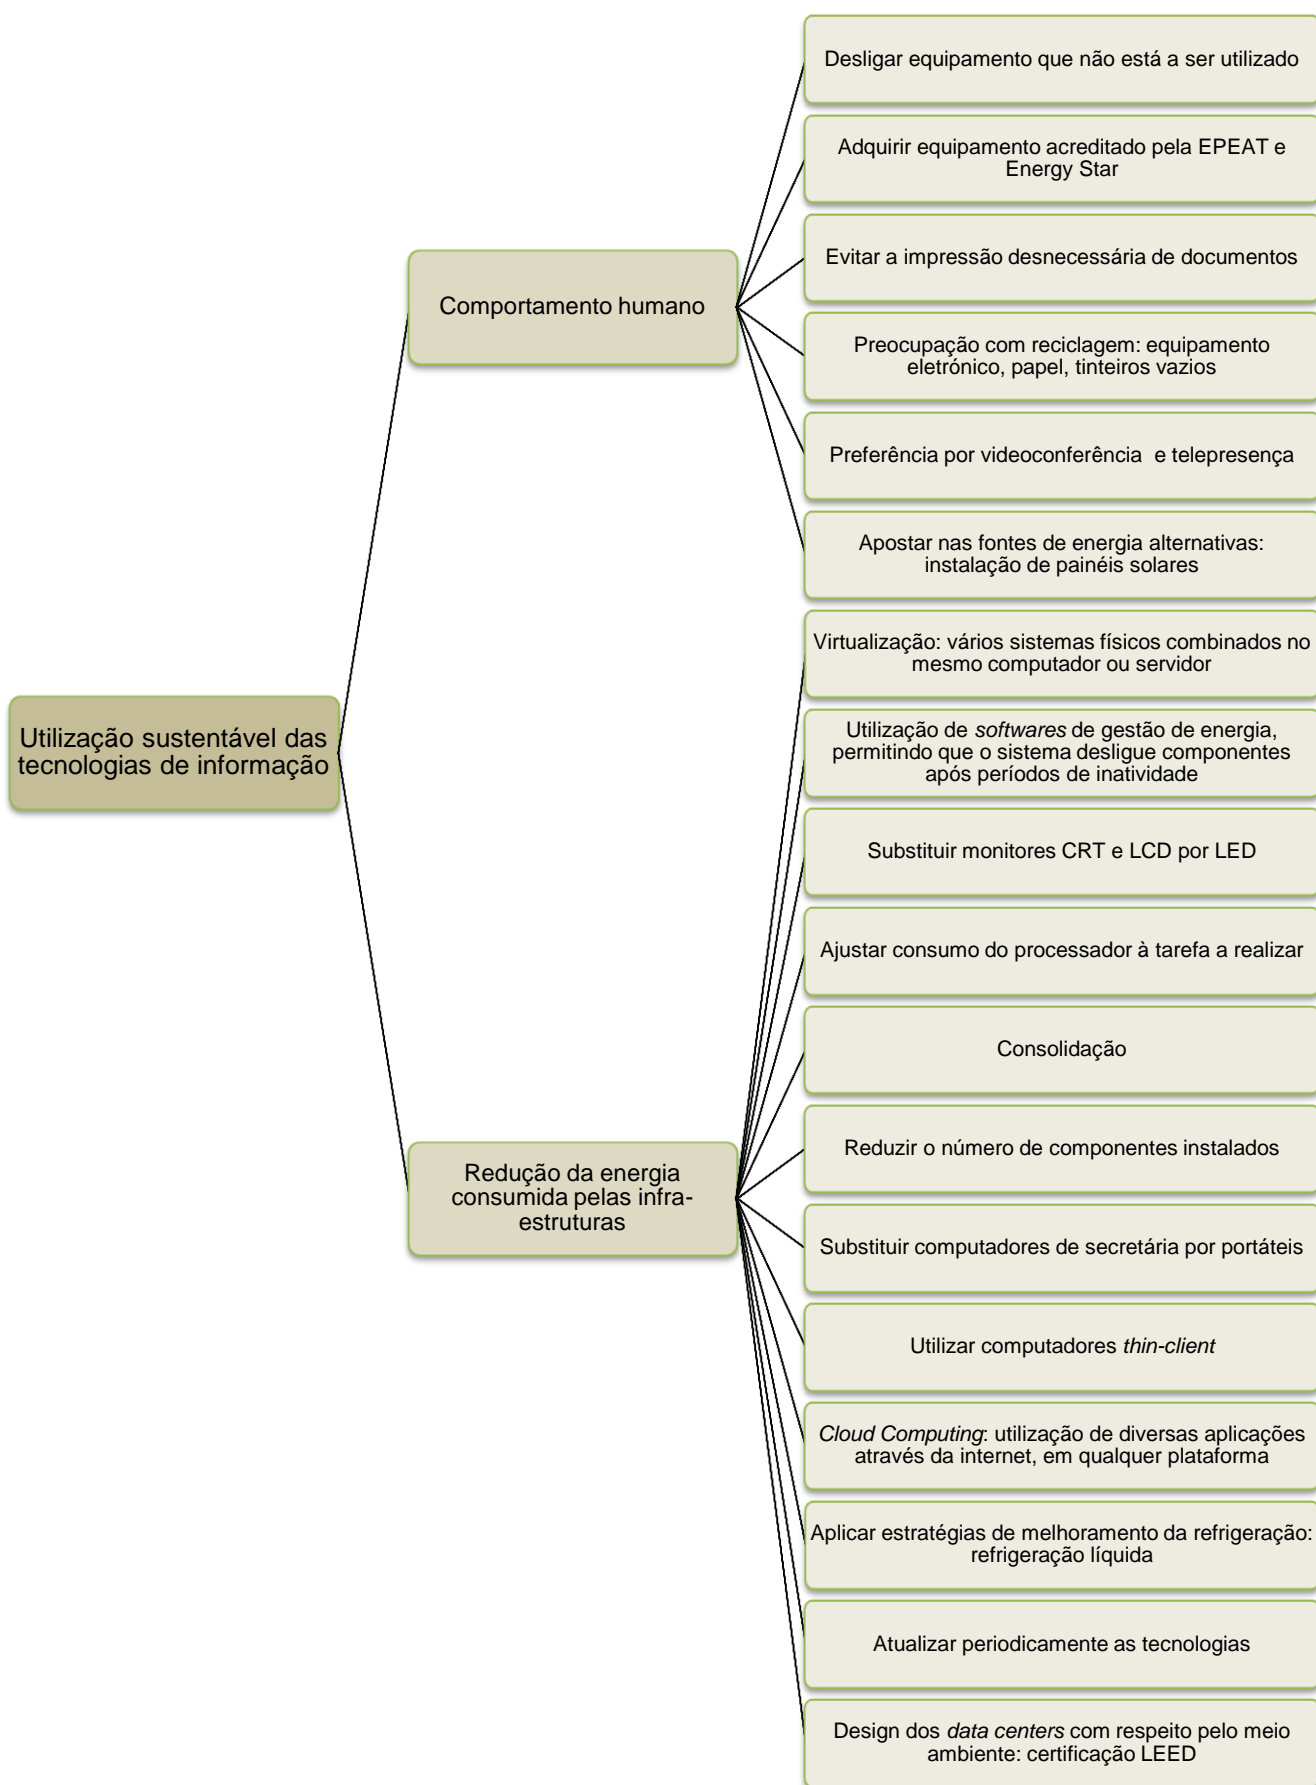 Utilização sustentável das
tecnologias de informação
Comportamento humano
Desligar equipamento que não está a ser utilizado
Adquirir equipamento acreditado pela EPEAT e
Energy Star
Evitar a impressão desnecessária de documentos
Preocupação com reciclagem: equipamento
eletrónico, papel, tinteiros vazios
Preferência por videoconferência e telepresença
Apostar nas fontes de energia alternativas:
instalação de painéis solares
Redução da energia
consumida pelas infra-
estruturas
Virtualização: vários sistemas físicos combinados no
mesmo computador ou servidor
Utilização de softwares de gestão de energia,
permitindo que o sistema desligue componentes
após períodos de inatividade
Substituir monitores CRT e LCD por LED
Ajustar consumo do processador à tarefa a realizar
Consolidação
Reduzir o número de componentes instalados
Substituir computadores de secretária por portáteis
Utilizar computadores thin-client
Cloud Computing: utilização de diversas aplicações
através da internet, em qualquer plataforma
Aplicar estratégias de melhoramento da refrigeração:
refrigeração líquida
Atualizar periodicamente as tecnologias
Design dos data centers com respeito pelo meio
ambiente: certificação LEED